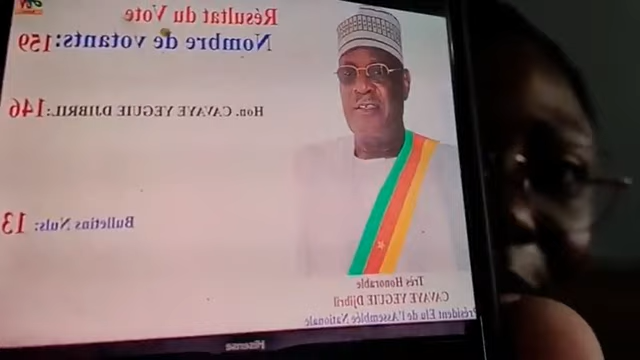 Résultat du Vote
Nombre de votants: 159
Hon. CAVAYE YEGUIE DJIBRIL: 146
Bulletins Nuls: 13
Très Honorable
CAVAYE YEGUIE Djibril
Président Elu de l'Assemblée Nationale
Hisense